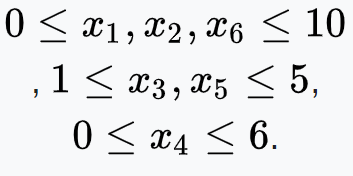 0 ≤ x₁, x₂, x₆ ≤ 10
, 1 ≤ x₃, x₅ ≤ 5,
0 ≤ x₄ ≤ 6.